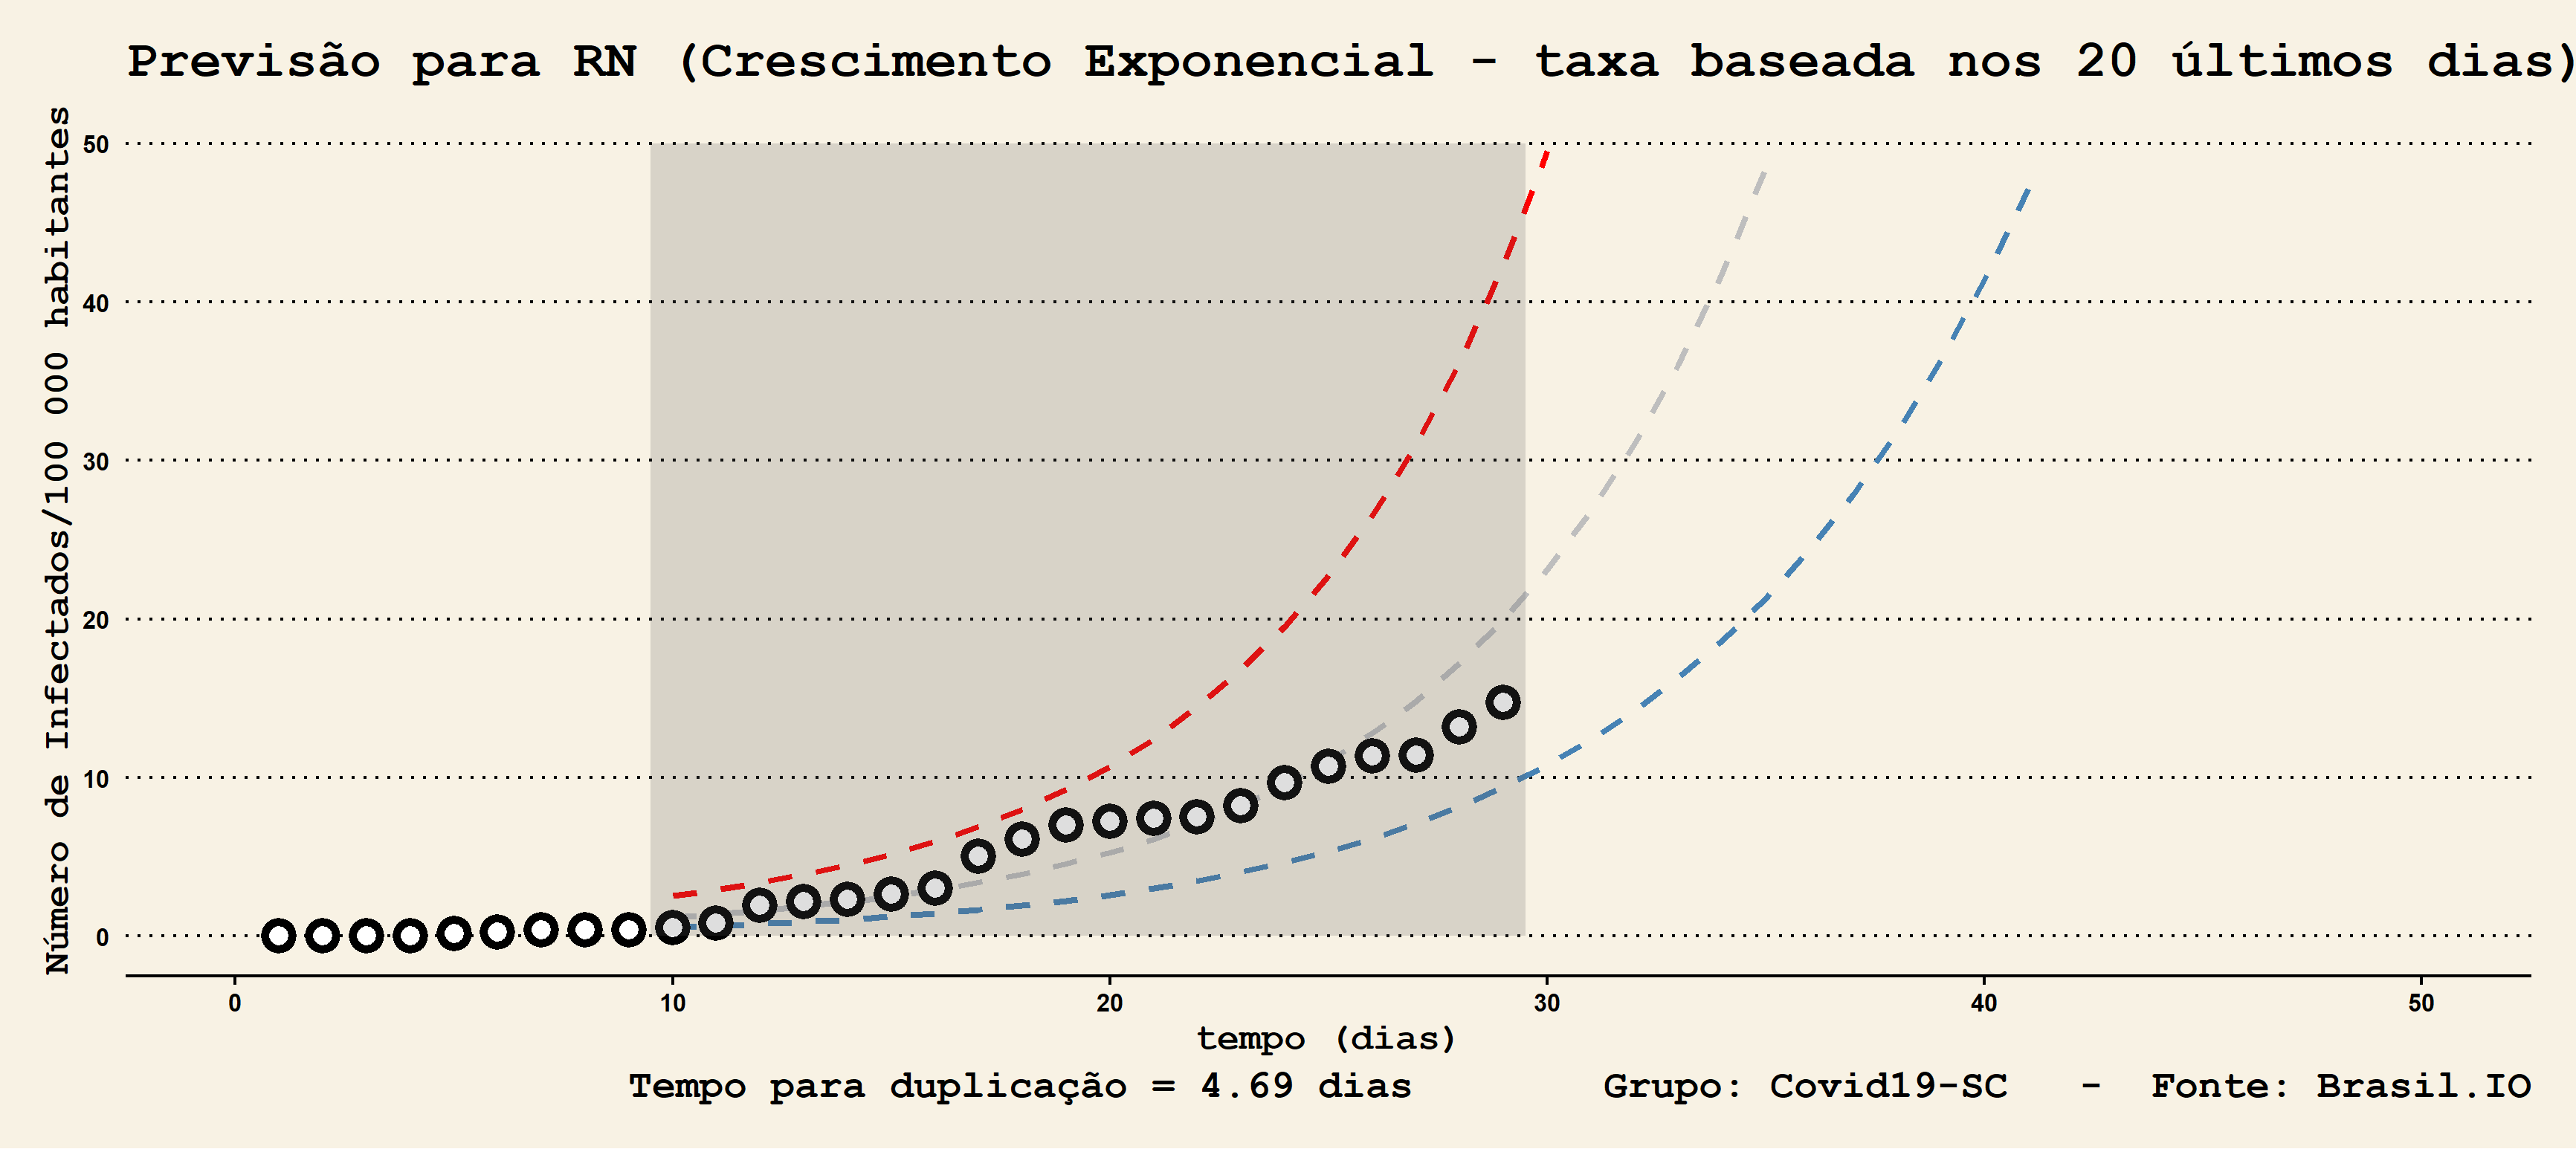 Previsão para RN (Crescimento Exponencial - taxa baseada nos 20 últimos dias)
Número de Infectados/100 000 habitantes
50
40
30
20
10
0
0 10 20 30 40 50
tempo (dias)
Tempo para duplicação = 4.69 dias Grupo: Covid19-SC - Fonte: Brasil.IO